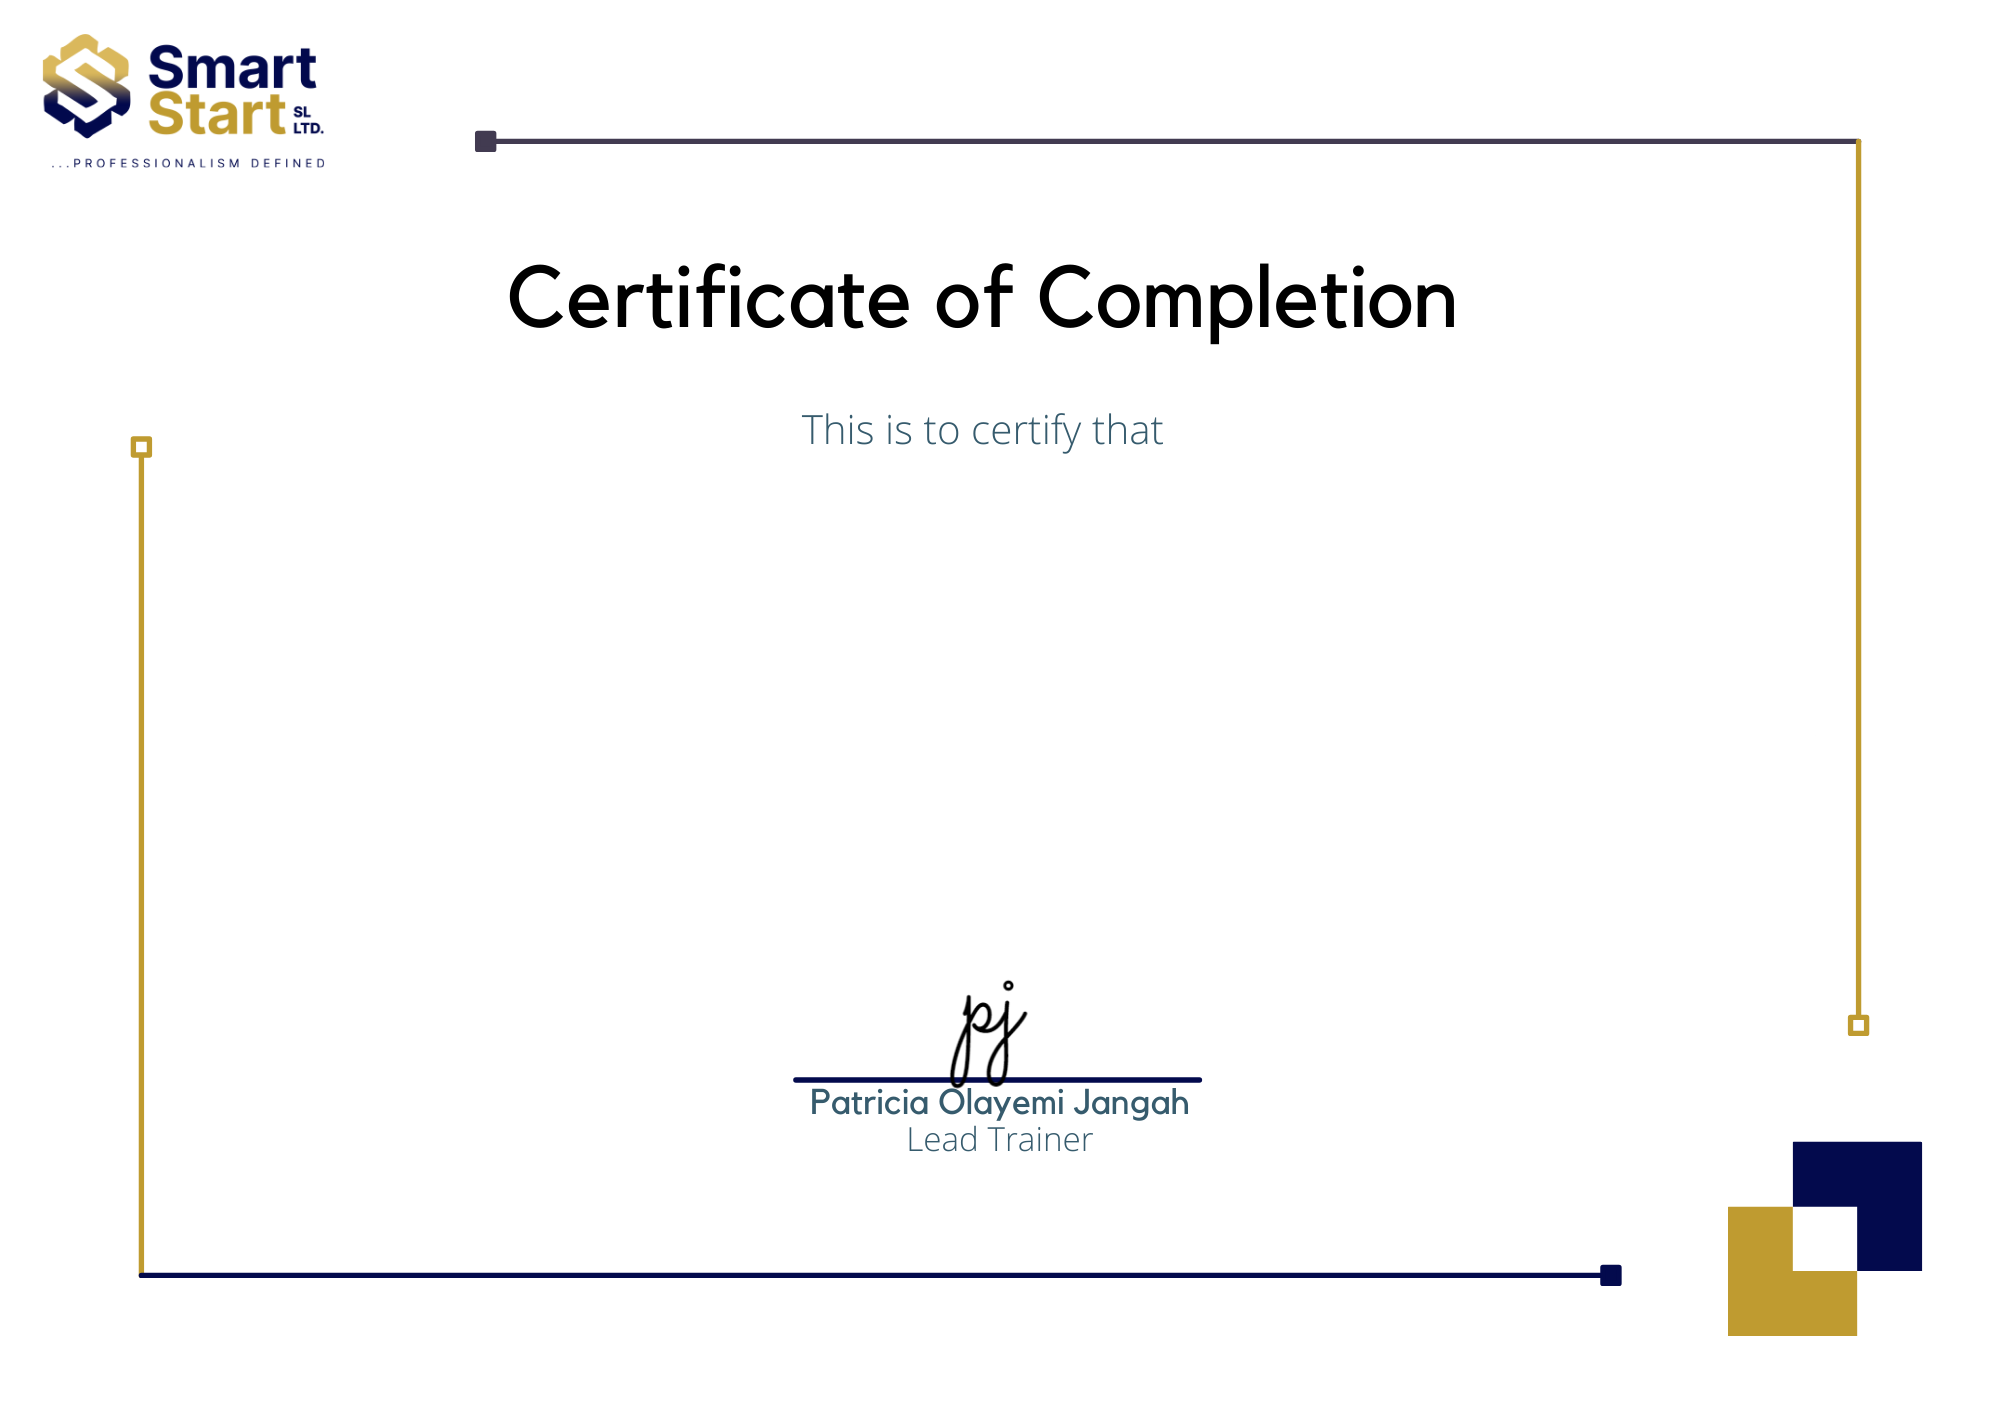 Smart
Start SL LTD.
...PROFESSIONALISM DEFINED
Certificate of Completion
This is to certify that
pj
Patricia Olayemi Jangah
Lead Trainer